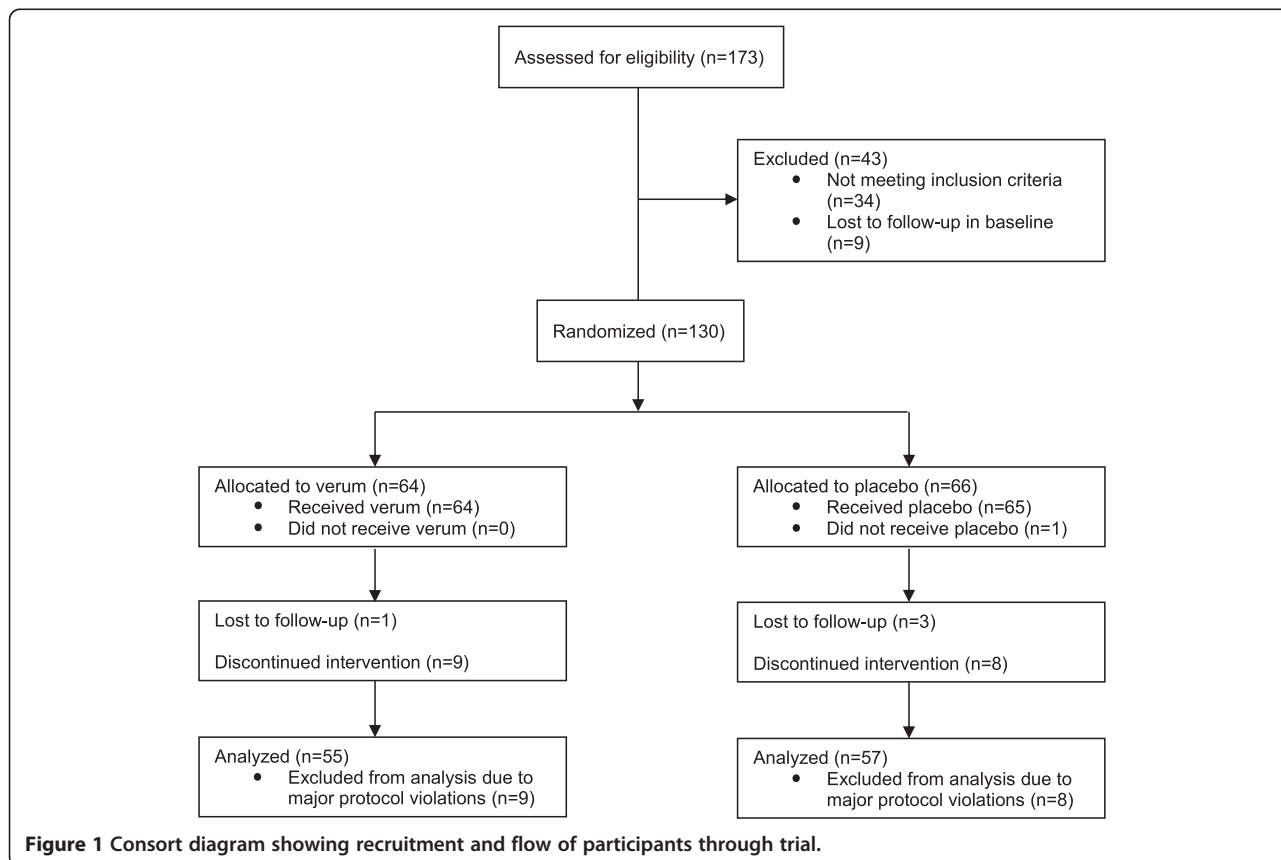 Assessed for eligibility (n=173)
Excluded (n=43)
• Not meeting inclusion criteria
(n=34)
• Lost to follow-up in baseline
(n=9)
Randomized (n=130)
Allocated to verum (n=64)
• Received verum (n=64)
• Did not receive verum (n=0)
Allocated to placebo (n=66)
• Received placebo (n=65)
• Did not receive placebo (n=1)
Lost to follow-up (n=1)
Discontinued intervention (n=9)
Lost to follow-up (n=3)
Discontinued intervention (n=8)
Analyzed (n=55)
• Excluded from analysis due to
major protocol violations (n=9)
Analyzed (n=57)
• Excluded from analysis due to
major protocol violations (n=8)
Figure 1 Consort diagram showing recruitment and flow of participants through trial.